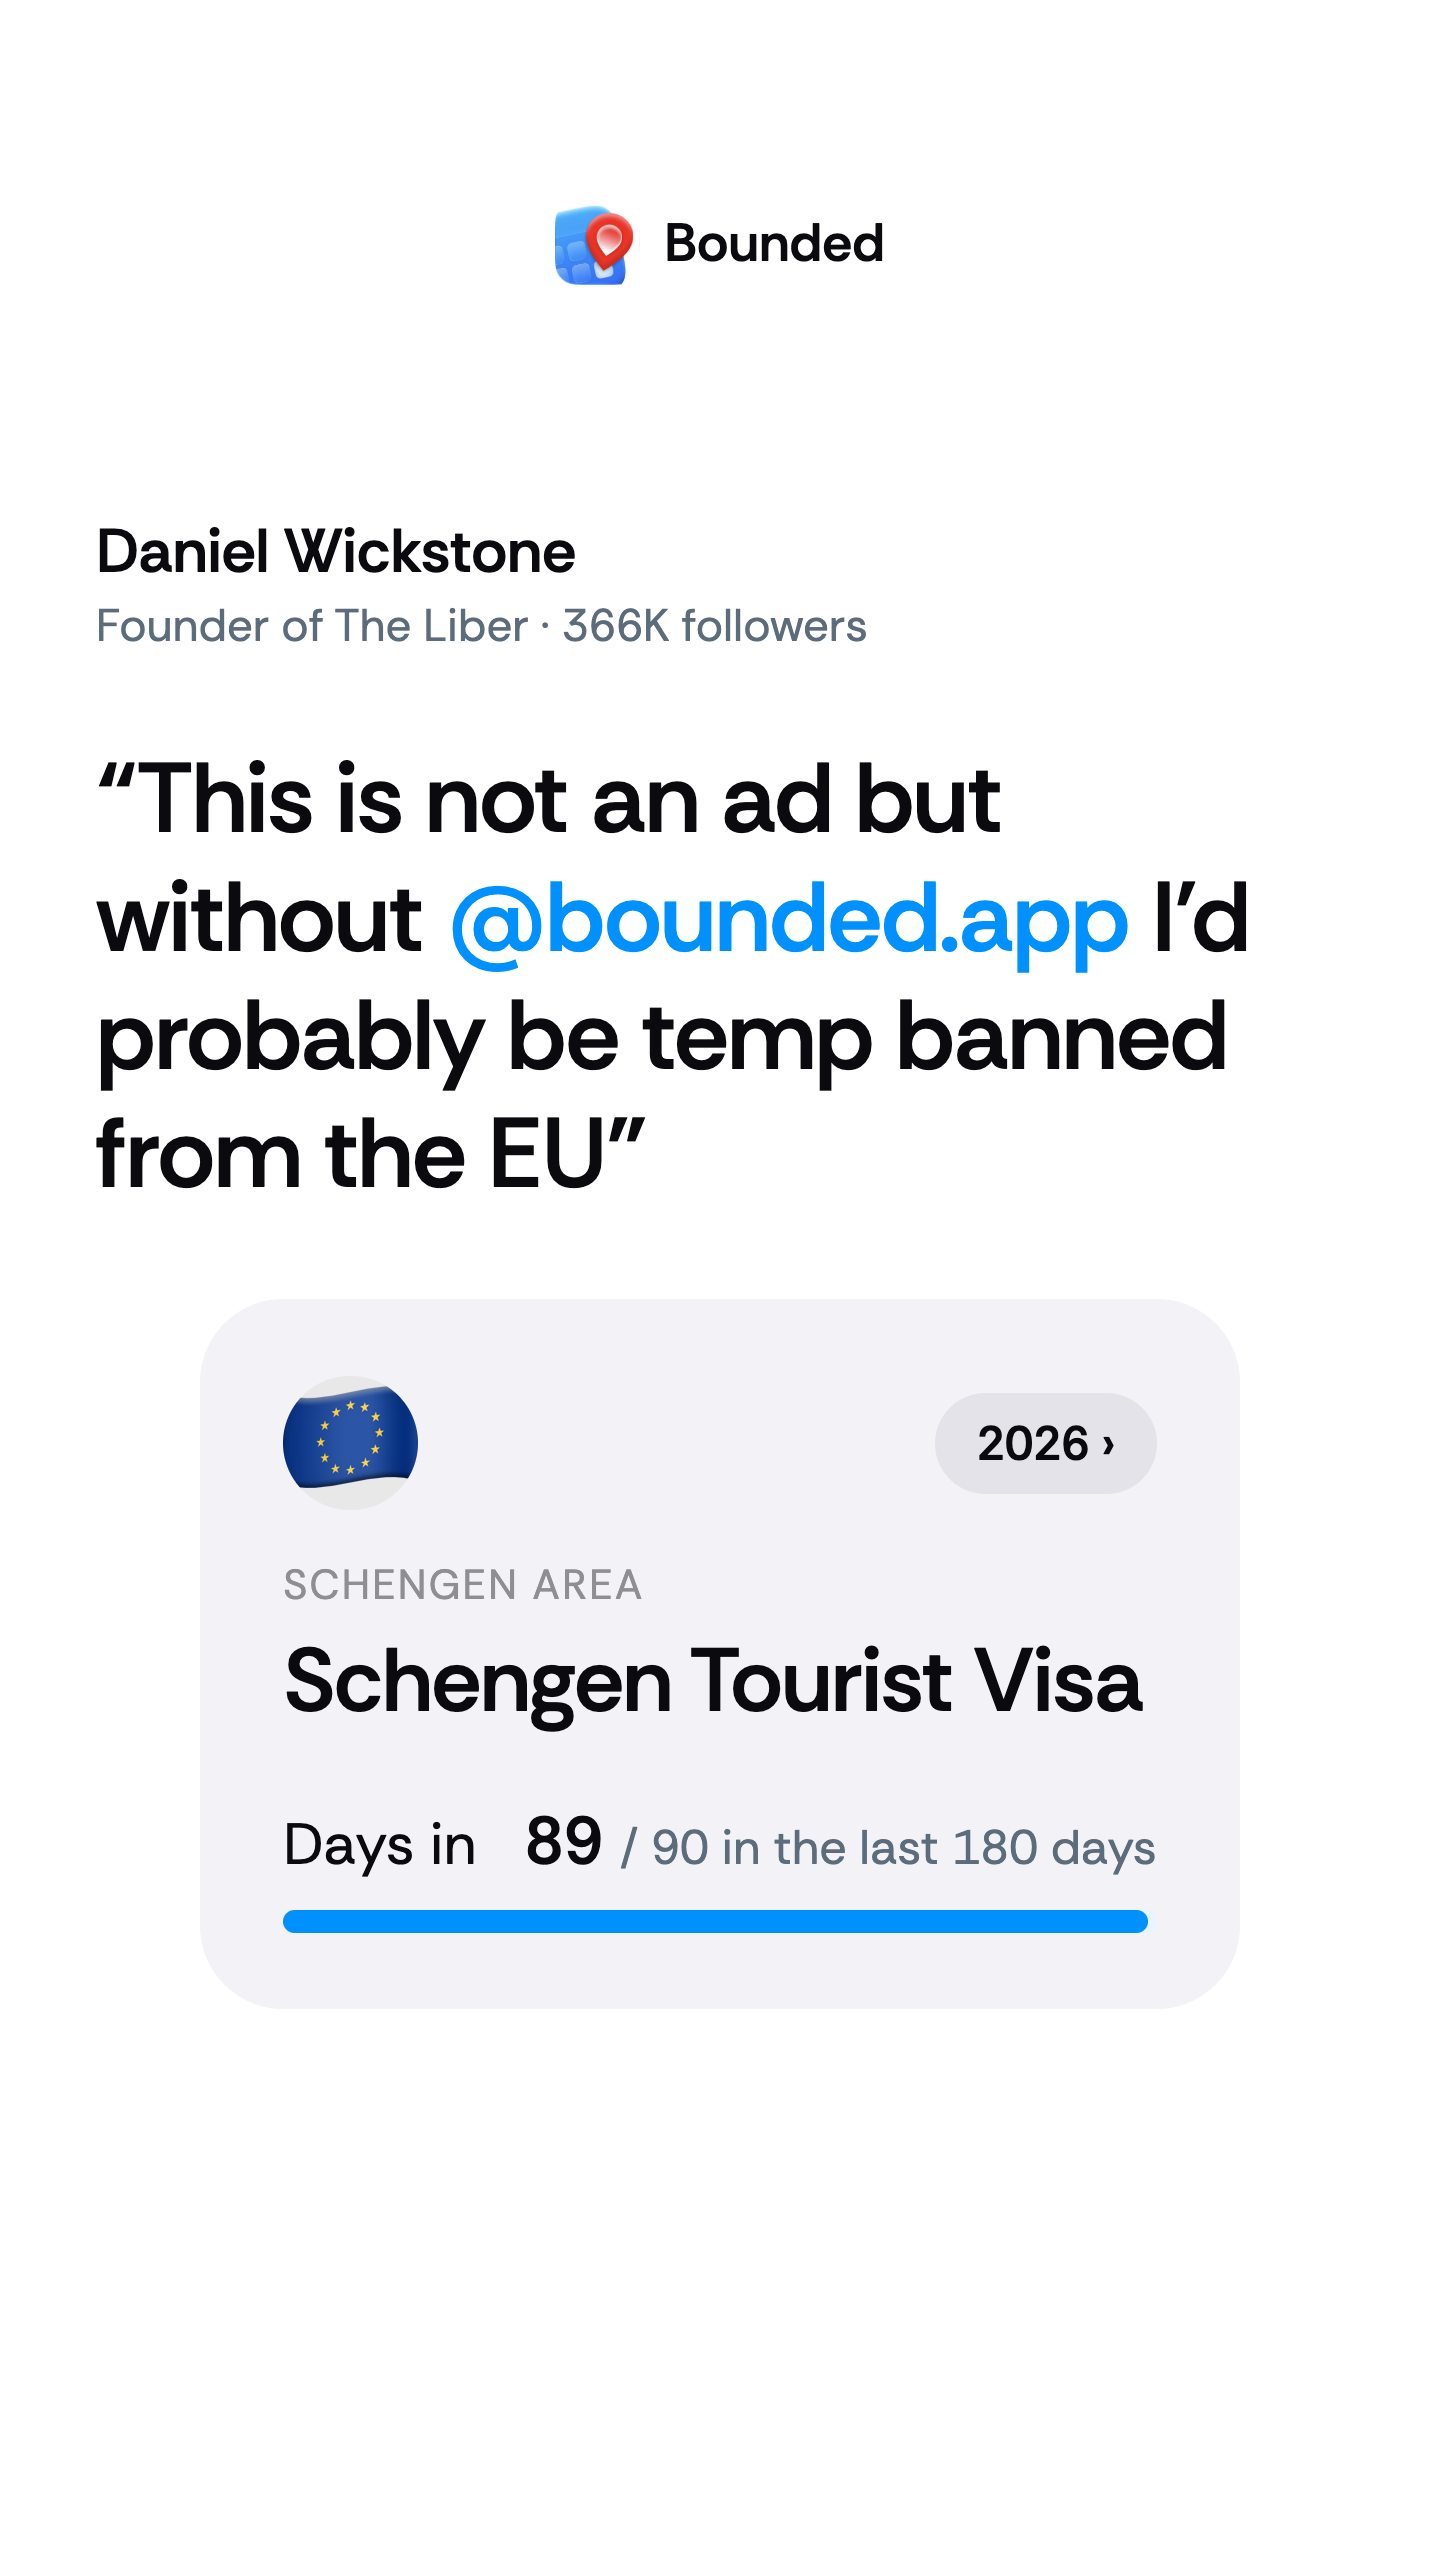 Bounded
Daniel Wickstone
Founder of The Liber · 366K followers
“This is not an ad but
without @bounded.app I’d
probably be temp banned
from the EU”
2026 ›
SCHENGEN AREA
Schengen Tourist Visa
Days in 89 / 90 in the last 180 days